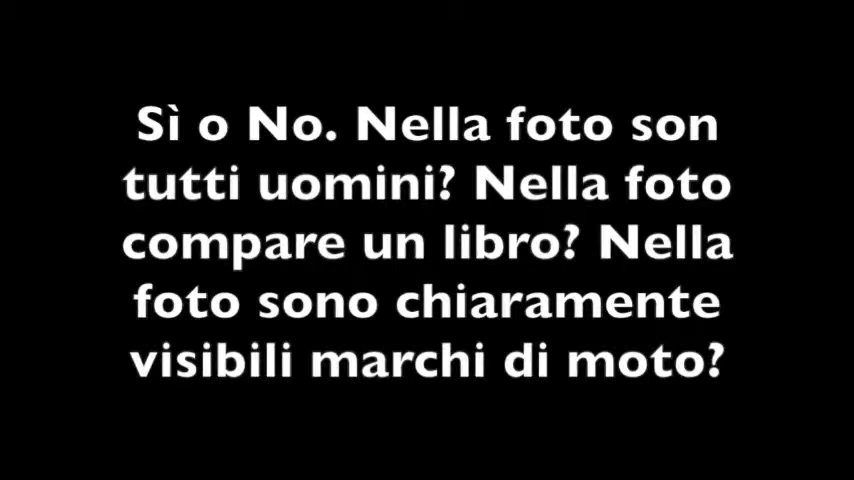 Sì o No. Nella foto son
tutti uomini? Nella foto
compare un libro? Nella
foto sono chiaramente
visibili marchi di moto?